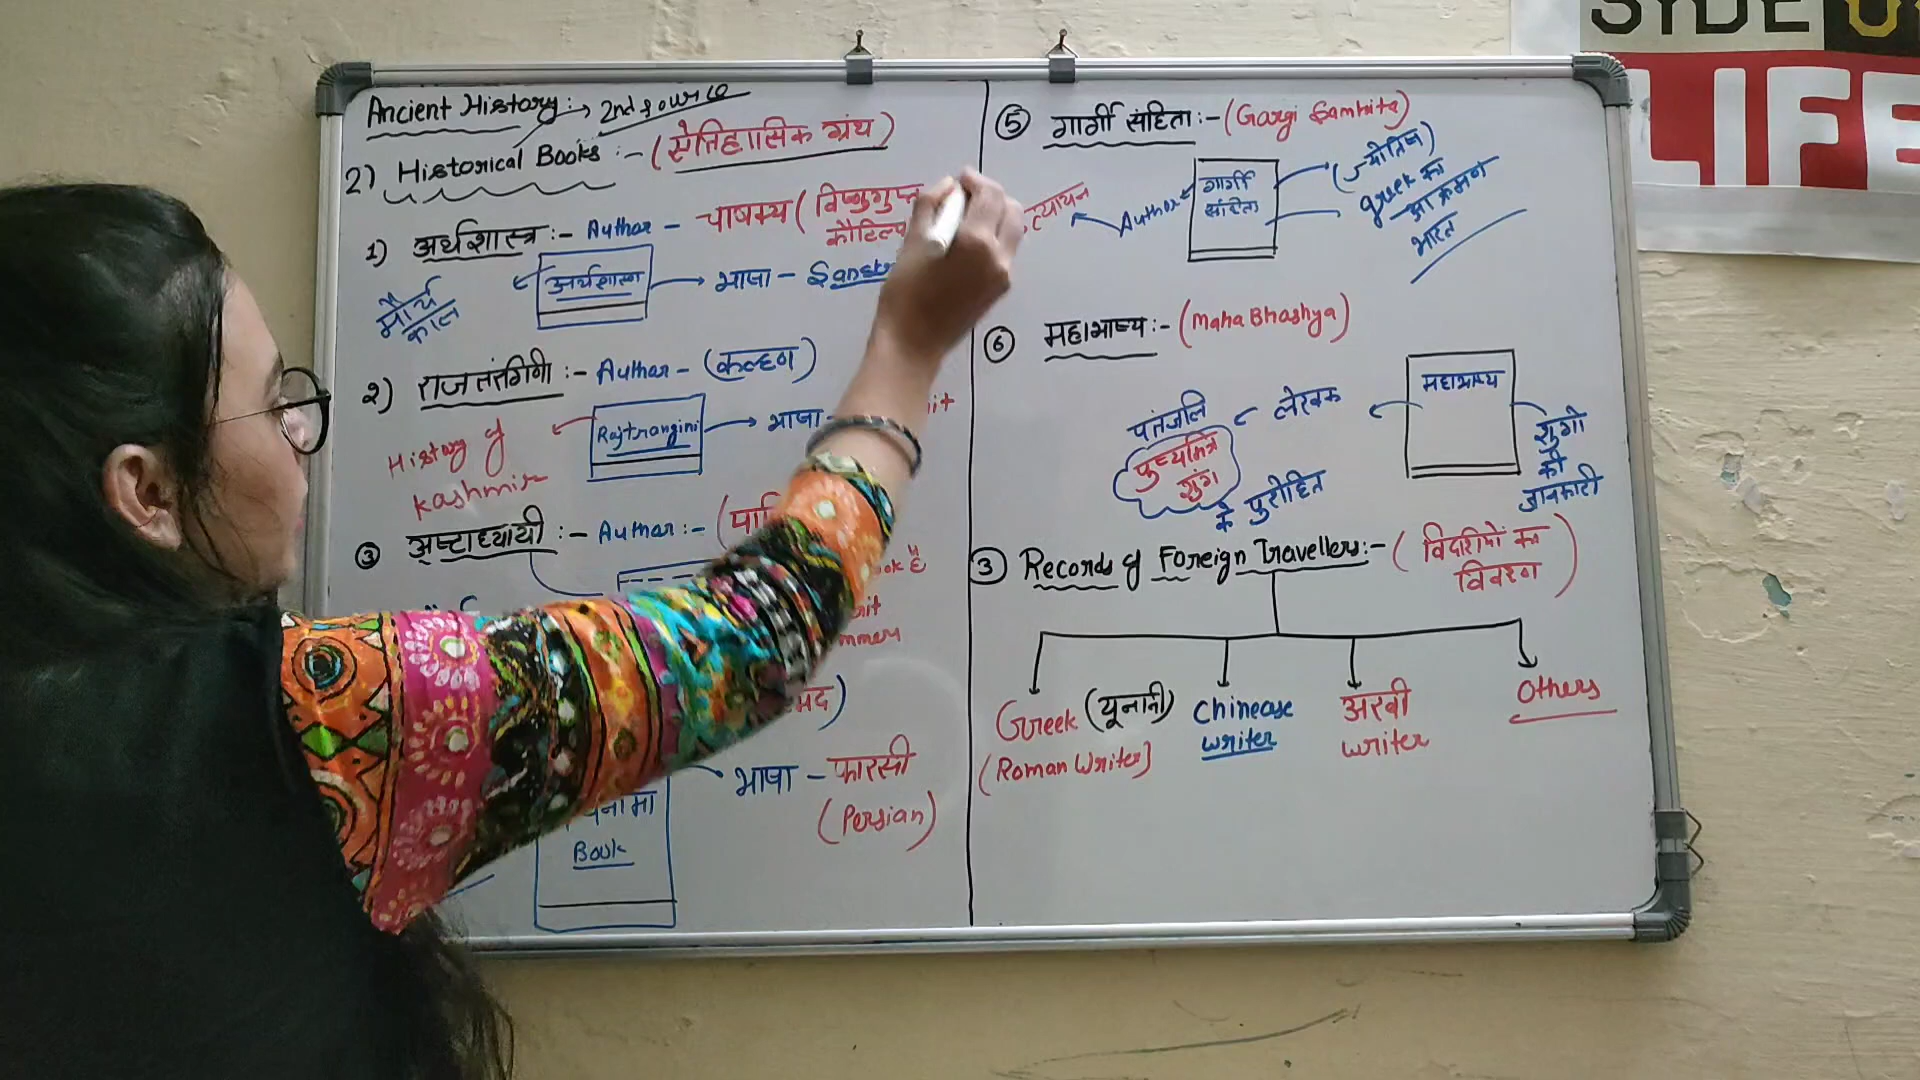 Ancient History:- → 2nd source
2) Historical Books :- (ऐतिहासिक ग्रंथ)
1) अर्थशास्त्र :- Author - चाणक्य (विष्णुगुप्त
कौटिल्य
अर्थशास्त्र → भाषा - Sansk
मौर्य
काल
2) राजतरंगिणी :- Author - (कल्हण)
Rajtrangini → भाषा
History of
Kashmir
③ अष्टाध्यायी :- Author :- (पा
भाषा - फारसी
(Persian)
Book
⑤ गार्गी संहिता :- (Gargi Samhita)
गार्गी
संहिता
Author
त्यायन
(ज्योतिष)
greek का
आक्रमण
भारत
⑥ महाभाष्य :- (Maha Bhashya)
महाभाष्य
लेखक
पतंजलि
पुष्यमित्र
शुंग
के पुरोहित
शुंगो
की
जानकारी
③ Records of Foreign Travellers :- (विदेशियों का
विवरण)
Greek (यूनानी)
(Roman Writer)
Chinease
writer
अरबी
writer
Others
SYDE
LIFE